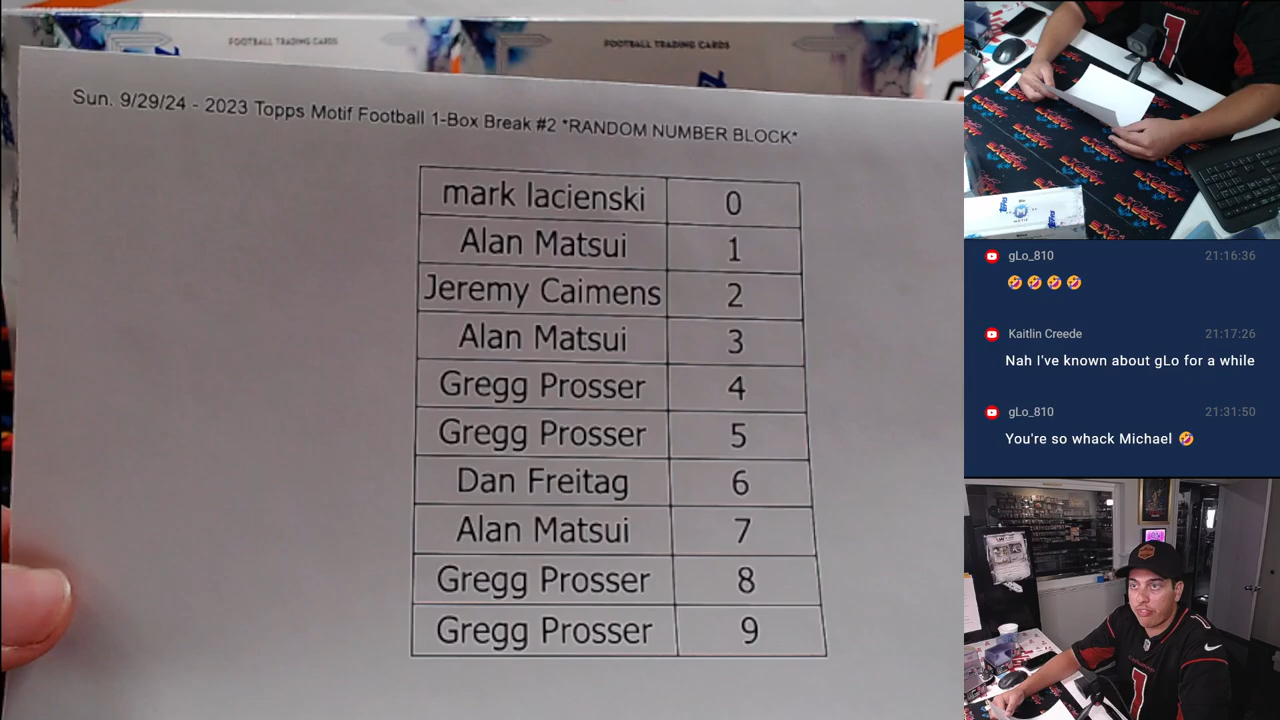 FOOTBALL TRADING CARDS
FOOTBALL TRADING CARDS
Sun. 9/29/24 - 2023 Topps Motif Football 1-Box Break #2 *RANDOM NUMBER BLOCK*
mark lacienski 0
Alan Matsui 1
Jeremy Caimens 2
Alan Matsui 3
Gregg Prosser 4
Gregg Prosser 5
Dan Freitag 6
Alan Matsui 7
Gregg Prosser 8
Gregg Prosser 9
1
topps
MOTIF
gLo_810 21:16:36
🤣 🤣 🤣 🤣
Kaitlin Creede 21:17:26
Nah I've known about gLo for a while
gLo_810 21:31:50
You're so whack Michael 🤣
1